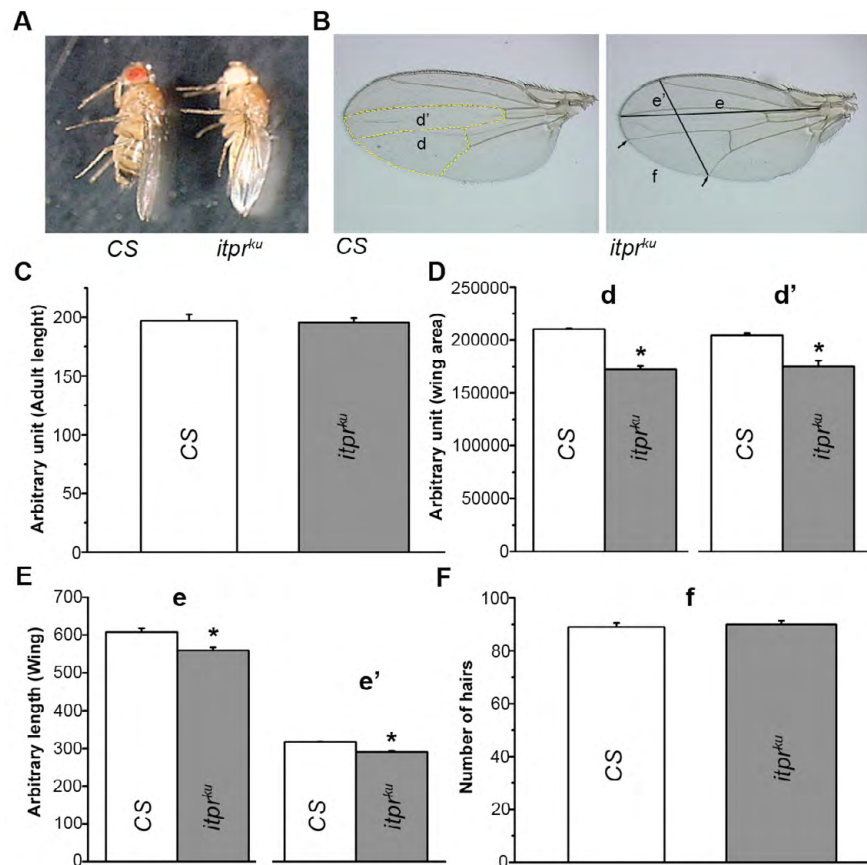 A
B
d'
d
e'
e
f
CS
itpr^ku
CS
itpr^ku
C
Arbitrary unit (Adult lenght)
200
150
100
50
0
CS
itpr^ku
D
Arbitrary unit (wing area)
250000
200000
150000
100000
50000
0
d
d'
*
*
CS
itpr^ku
CS
itpr^ku
E
Arbitrary length (Wing)
700
600
500
400
300
200
100
0
e
e'
*
*
CS
itpr^ku
CS
itpr^ku
F
Number of hairs
100
80
60
40
20
0
f
CS
itpr^ku